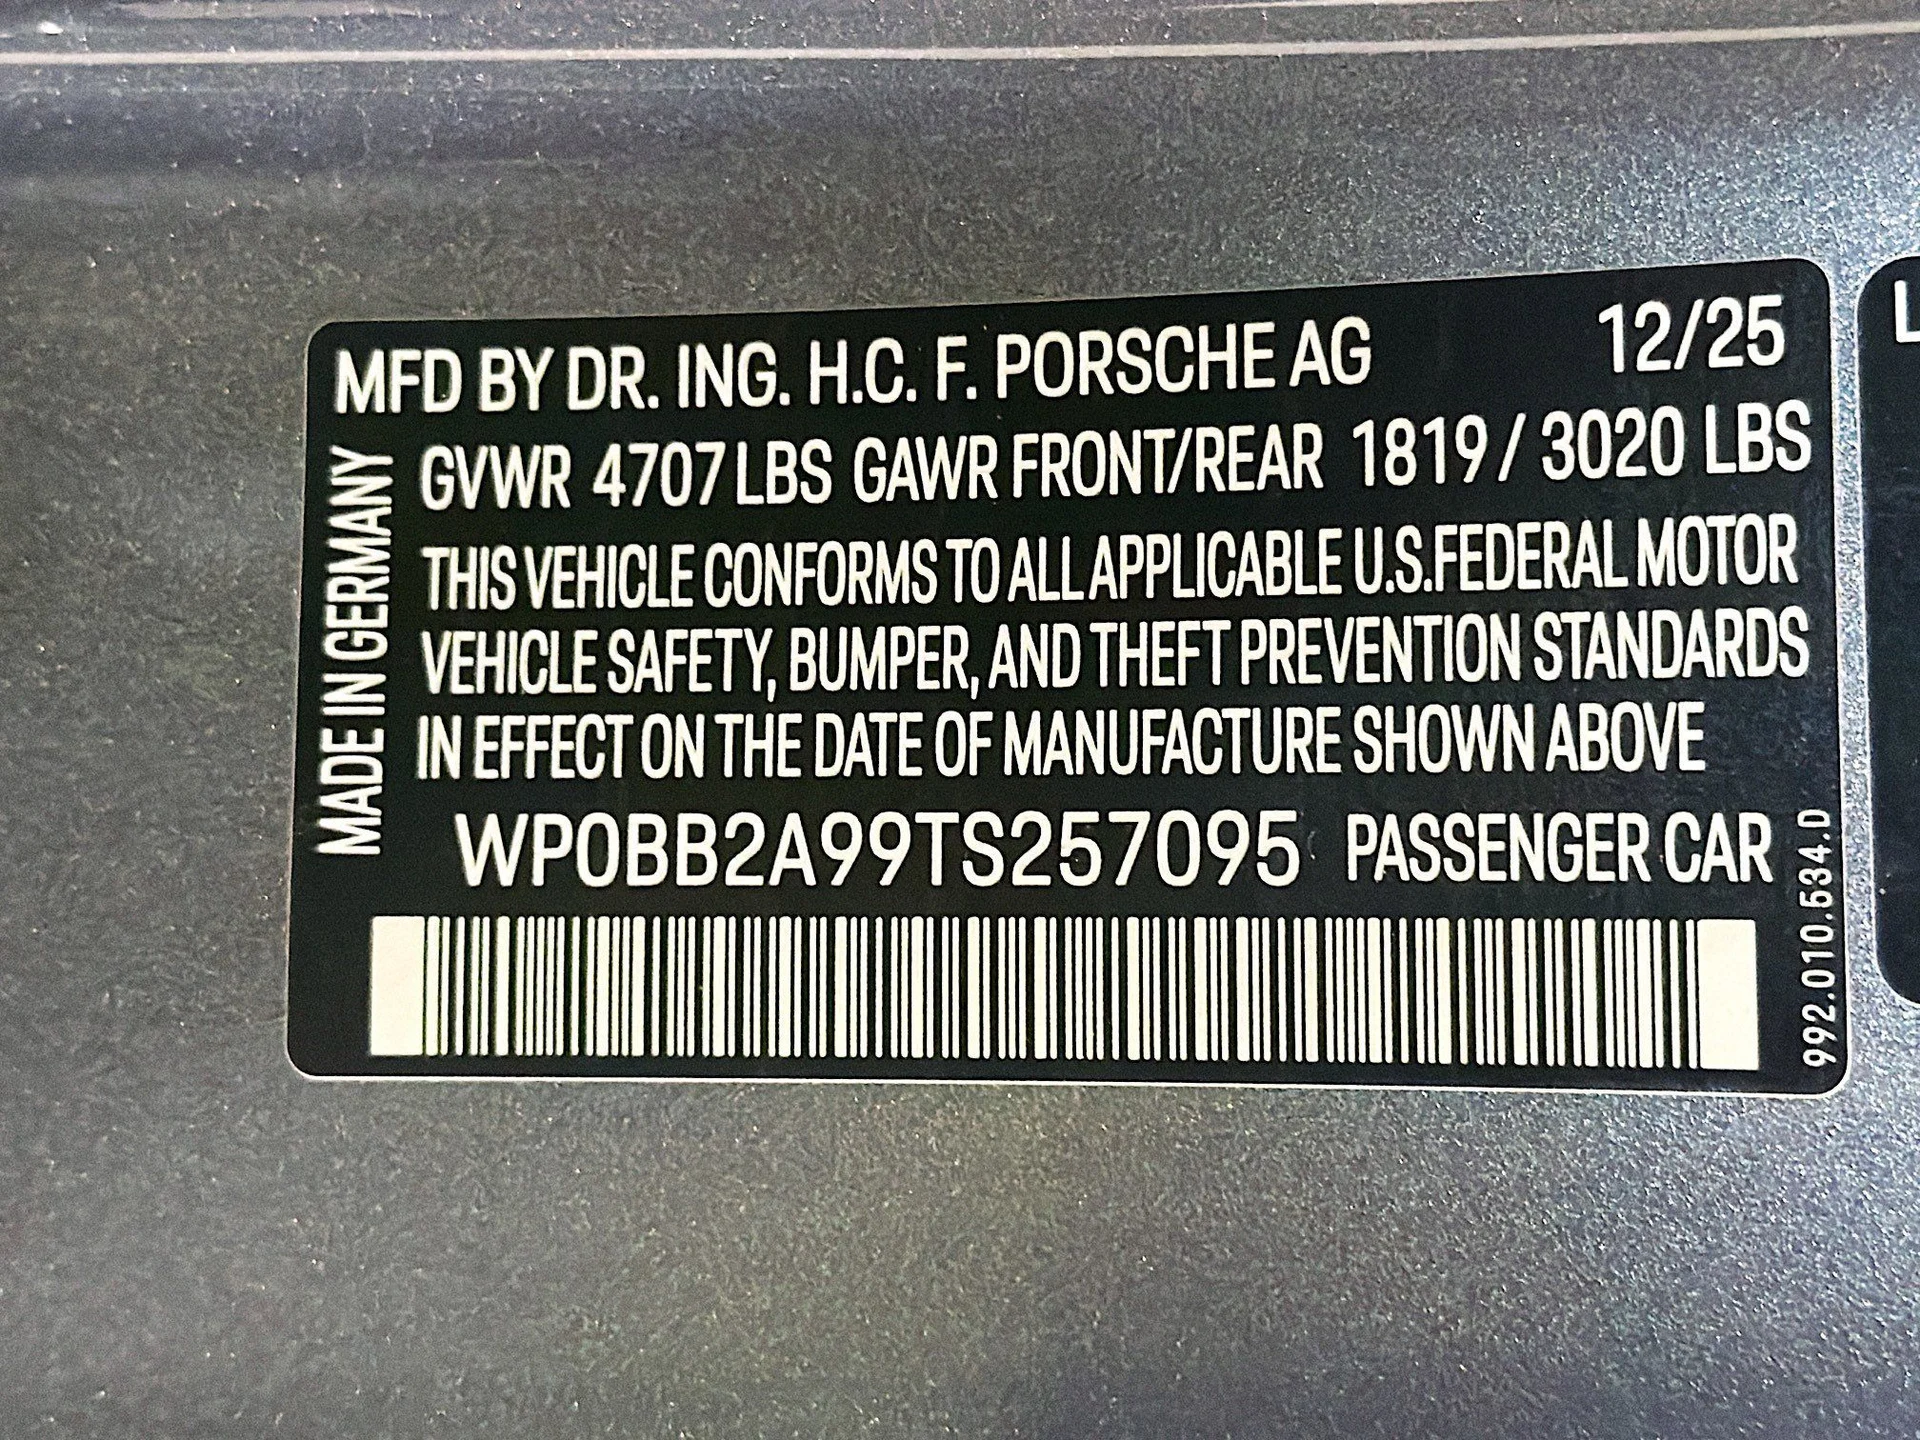 MFD BY DR. ING. H.C. F. PORSCHE AG 12/25
GVWR 4707 LBS GAWR FRONT/REAR 1819 / 3020 LBS
THIS VEHICLE CONFORMS TO ALL APPLICABLE U.S.FEDERAL MOTOR
VEHICLE SAFETY, BUMPER, AND THEFT PREVENTION STANDARDS
IN EFFECT ON THE DATE OF MANUFACTURE SHOWN ABOVE
WP0BB2A99TS257095 PASSENGER CAR
MADE IN GERMANY
992.010.534.D
L